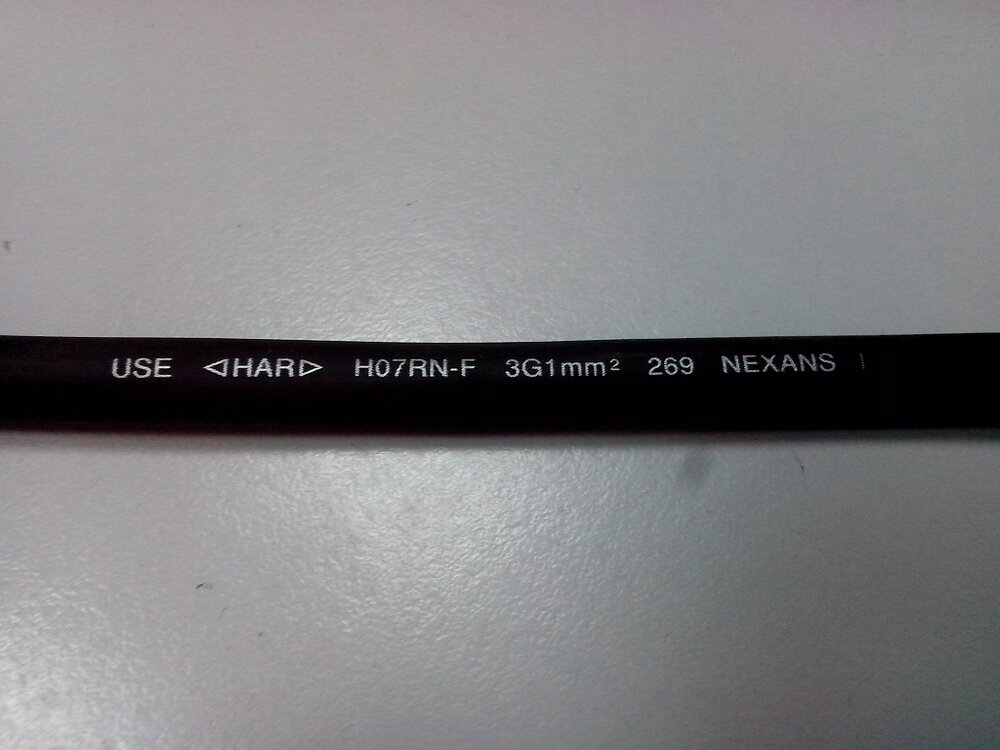 USE ◁HAR▷ H07RN-F 3G1mm² 269 NEXANS